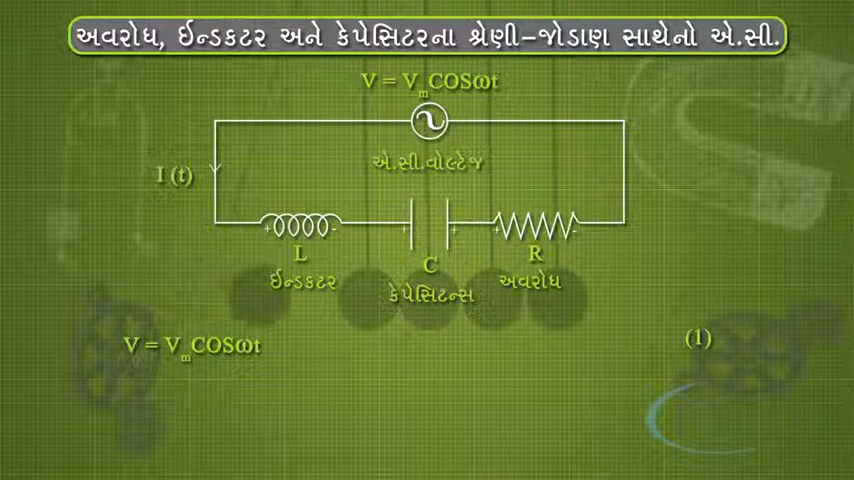 અવરોધ, ઈન્ડકટર અને કેપેસિટરના શ્રેણી–જોડાણ સાથેનો એ.સી.
V = VₘCOSωt
એ.સી.વોલ્ટેજ
I (t)
+ - + + + -
L C R
ઈન્ડકટર કેપેસિટન્સ અવરોધ
V = VₘCOSωt (1)